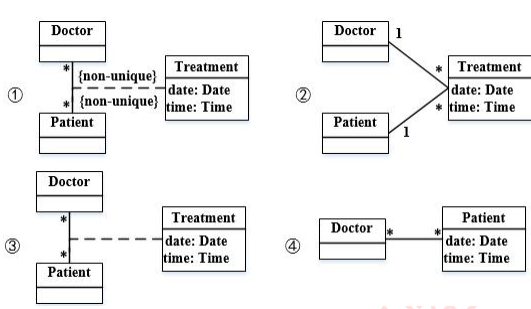 ① Doctor
*
{non-unique}
* {non-unique}
Patient
Treatment
date: Date
time: Time
② Doctor
1
Patient
1
*
*
Treatment
date: Date
time: Time
③ Doctor
*
*
Patient
Treatment
date: Date
time: Time
④ Doctor
* *
Patient
date: Date
time: Time